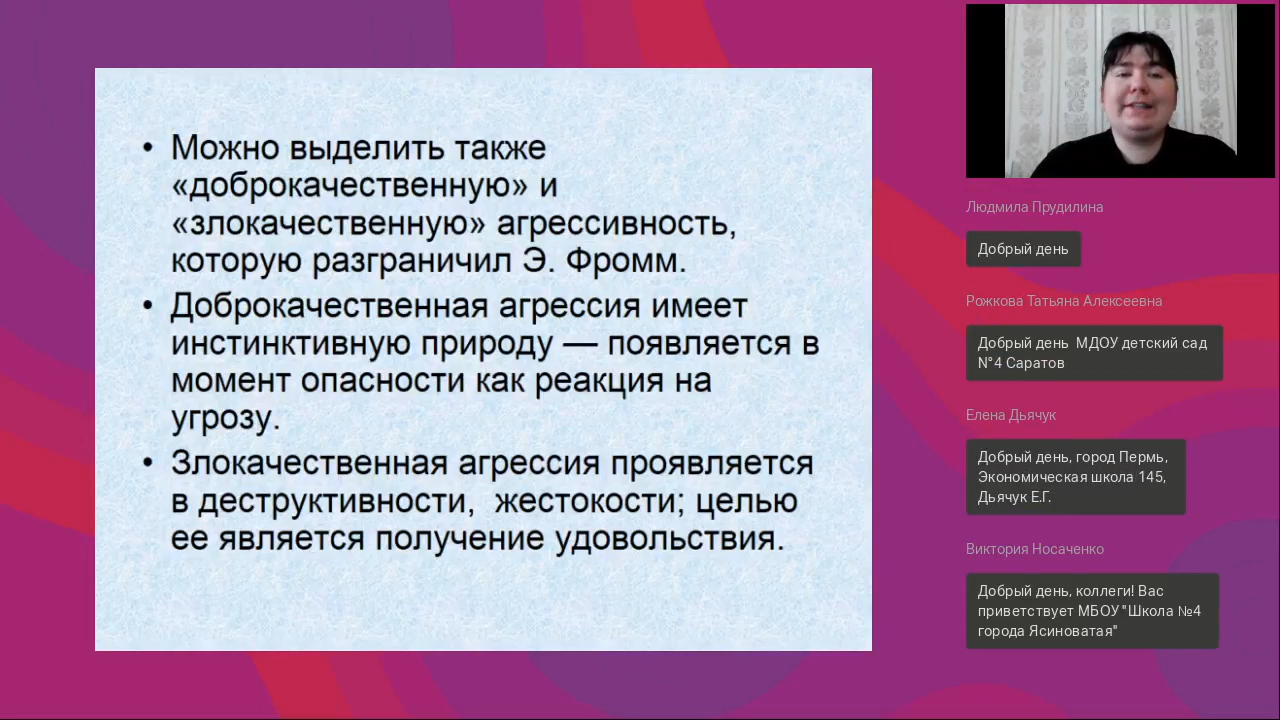 • Можно выделить также
«доброкачественную» и
«злокачественную» агрессивность,
которую разграничил Э. Фромм.
• Доброкачественная агрессия имеет
инстинктивную природу — появляется в
момент опасности как реакция на
угрозу.
• Злокачественная агрессия проявляется
в деструктивности,  жестокости; целью
ее является получение удовольствия.
Людмила Прудилина
Добрый день
Рожкова Татьяна Алексеевна
Добрый день  МДОУ детский сад
N°4 Саратов
Елена Дьячук
Добрый день, город Пермь,
Экономическая школа 145,
Дьячук Е.Г.
Виктория Носаченко
Добрый день, коллеги! Вас
приветствует МБОУ "Школа №4
города Ясиноватая"